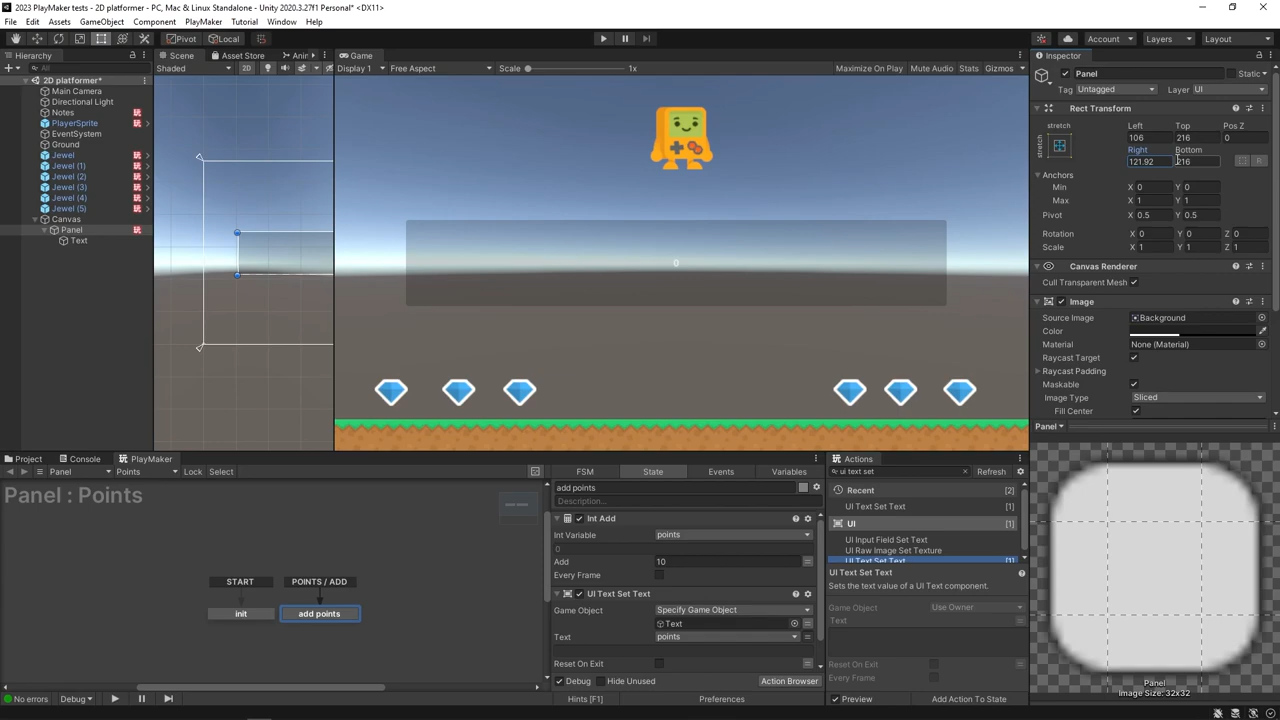 2023 PlayMaker tests - 2D platformer - PC, Mac & Linux Standalone - Unity 2020.3.27f1 Personal* <DX11>
File Edit Assets GameObject Component PlayMaker Tutorial Window Help
Pivot Local Account Layers Layout
Hierarchy Scene Asset Store Anir Game Inspector
All Shaded 2D Display 1 Free Aspect Scale 1x Maximize On Play Mute Audio Stats Gizmos
Panel Static
Tag Untagged Layer UI
2D platformer*
Main Camera
Directional Light
Notes
PlayerSprite
EventSystem
Ground
Jewel
Jewel (1)
Jewel (2)
Jewel (3)
Jewel (4)
Jewel (5)
Canvas
Panel
Text
0
Rect Transform
stretch Left Top Pos Z
stretch 106 216 0
Right Bottom
121.92 216
R
Anchors
Min X 0 Y 0
Max X 1 Y 1
Pivot X 0.5 Y 0.5
Rotation X 0 Y 0 Z 0
Scale X 1 Y 1 Z 1
Canvas Renderer
Cull Transparent Mesh
Image
Source Image Background
Color
Material None (Material)
Raycast Target
Raycast Padding
Maskable
Image Type Sliced
Fill Center
Panel
Panel
Image Size: 32x32
Project Console PlayMaker
Panel Points Lock Select
Panel : Points
START POINTS / ADD
init add points
No errors Debug
FSM State Events Variables
add points
Description...
Int Add
Int Variable points
0
Add 10
Every Frame
UI Text Set Text
Game Object Specify Game Object
Text
Text points
Reset On Exit
Debug Hide Unused Action Browser
Hints [F1] Preferences
Actions
ui text set Refresh
Recent [2]
UI Text Set Text [1]
UI [1]
UI Input Field Set Text
UI Raw Image Set Texture
UI Text Set Text [1]
UI Text Set Text
Sets the text value of a UI Text component.
Game Object Use Owner
Text
Reset On Exit
Every Frame
Preview Add Action To State